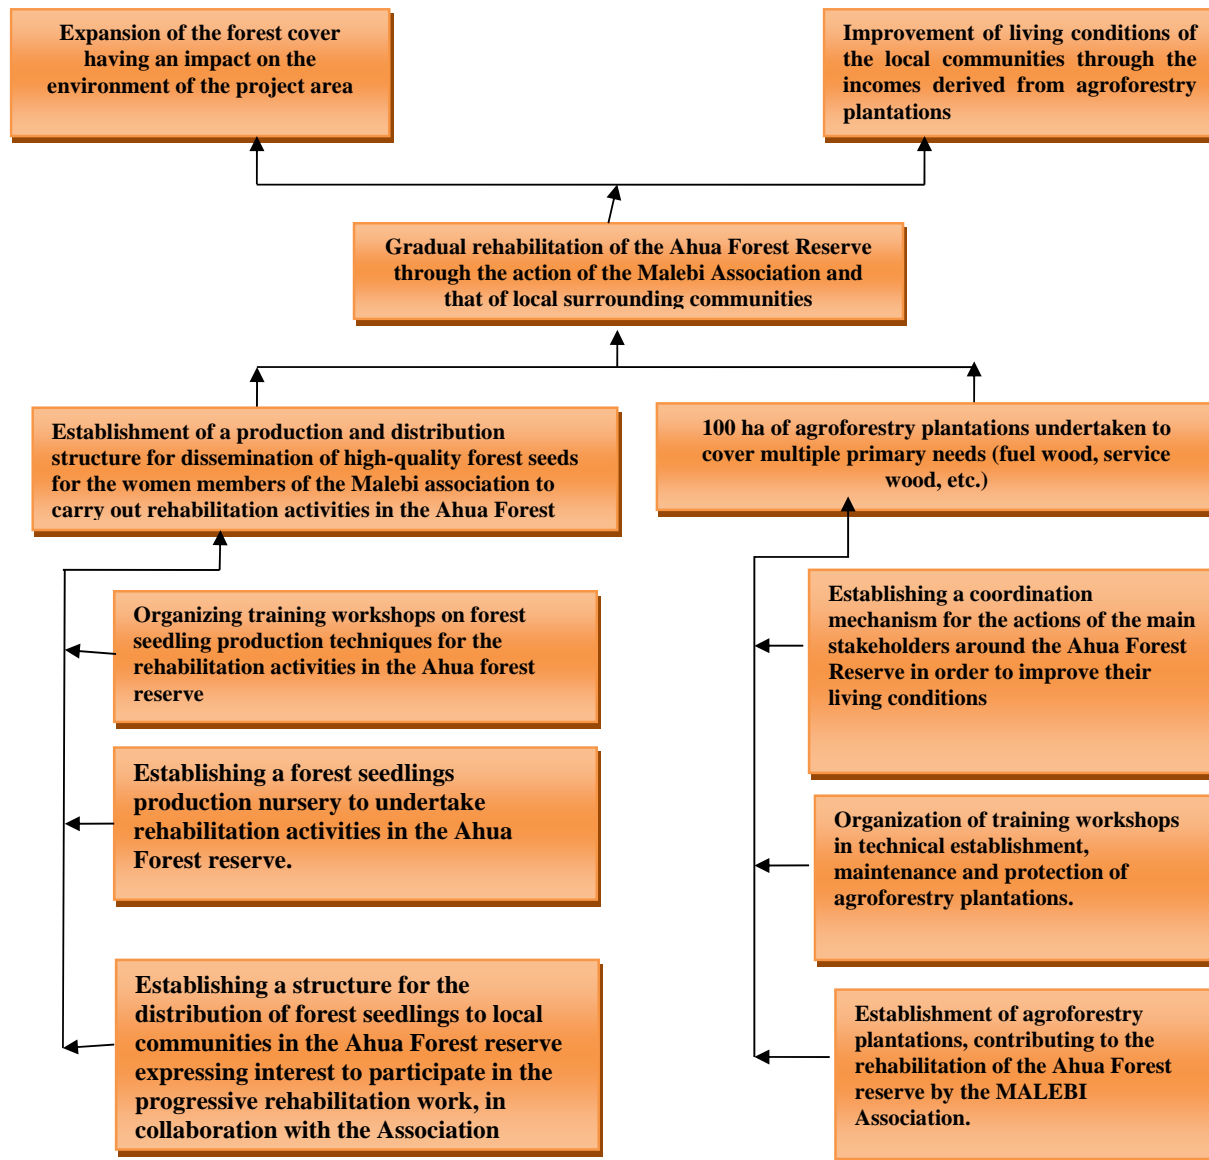 Expansion of the forest cover
having an impact on the
environment of the project area
Improvement of living conditions of
the local communities through the
incomes derived from agroforestry
plantations
Gradual rehabilitation of the Ahua Forest Reserve
through the action of the Malebi Association and
that of local surrounding communities
Establishment of a production and distribution
structure for dissemination of high-quality forest seeds
for the women members of the Malebi association to
carry out rehabilitation activities in the Ahua Forest
100 ha of agroforestry plantations undertaken to
cover multiple primary needs (fuel wood, service
wood, etc.)
Organizing training workshops on forest
seedling production techniques for the
rehabilitation activities in the Ahua forest
reserve
Establishing a forest seedlings
production nursery to undertake
rehabilitation activities in the Ahua
Forest reserve.
Establishing a structure for the
distribution of forest seedlings to local
communities in the Ahua Forest reserve
expressing interest to participate in the
progressive rehabilitation work, in
collaboration with the Association
Establishing a coordination
mechanism for the actions of the main
stakeholders around the Ahua Forest
Reserve in order to improve their
living conditions
Organization of training workshops
in technical establishment,
maintenance and protection of
agroforestry plantations.
Establishment of agroforestry
plantations, contributing to the
rehabilitation of the Ahua Forest
reserve by the MALEBI
Association.